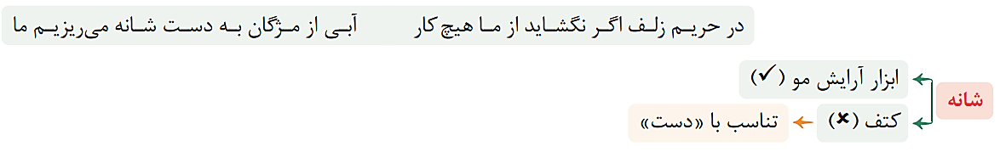 در حریم زلف اگر نگشاید از ما هیچ کار آبی از مژگان به دست شانه می‌ریزیم ما
ابزار آرایش مو (✓)
شانه
کتف (✘) تناسب با «دست»